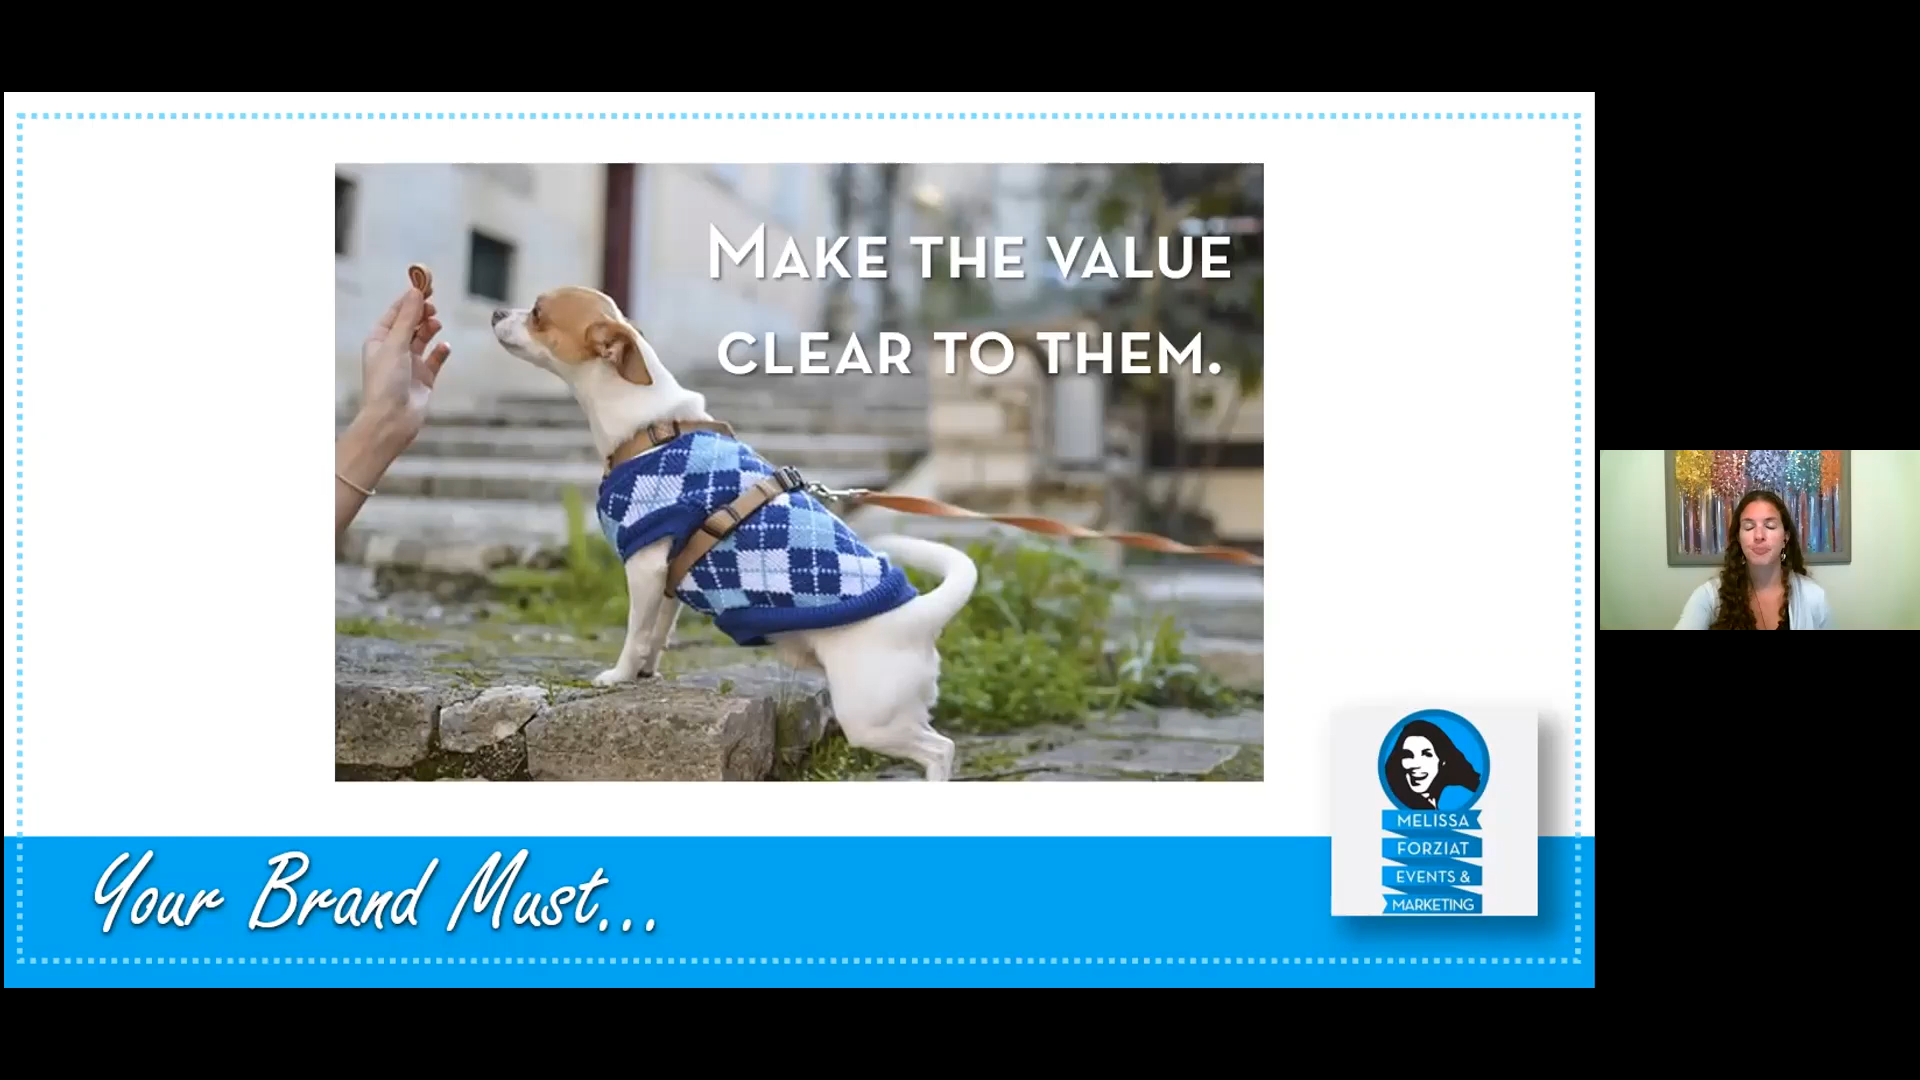 MAKE THE VALUE
CLEAR TO THEM.
Your Brand Must...
MELISSA
FORZIAT
EVENTS &
MARKETING